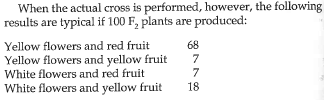 When the actual cross is performed, however, the following
results are typical if 100 F₂ plants are produced:
Yellow flowers and red fruit 68
Yellow flowers and yellow fruit 7
White flowers and red fruit 7
White flowers and yellow fruit 18